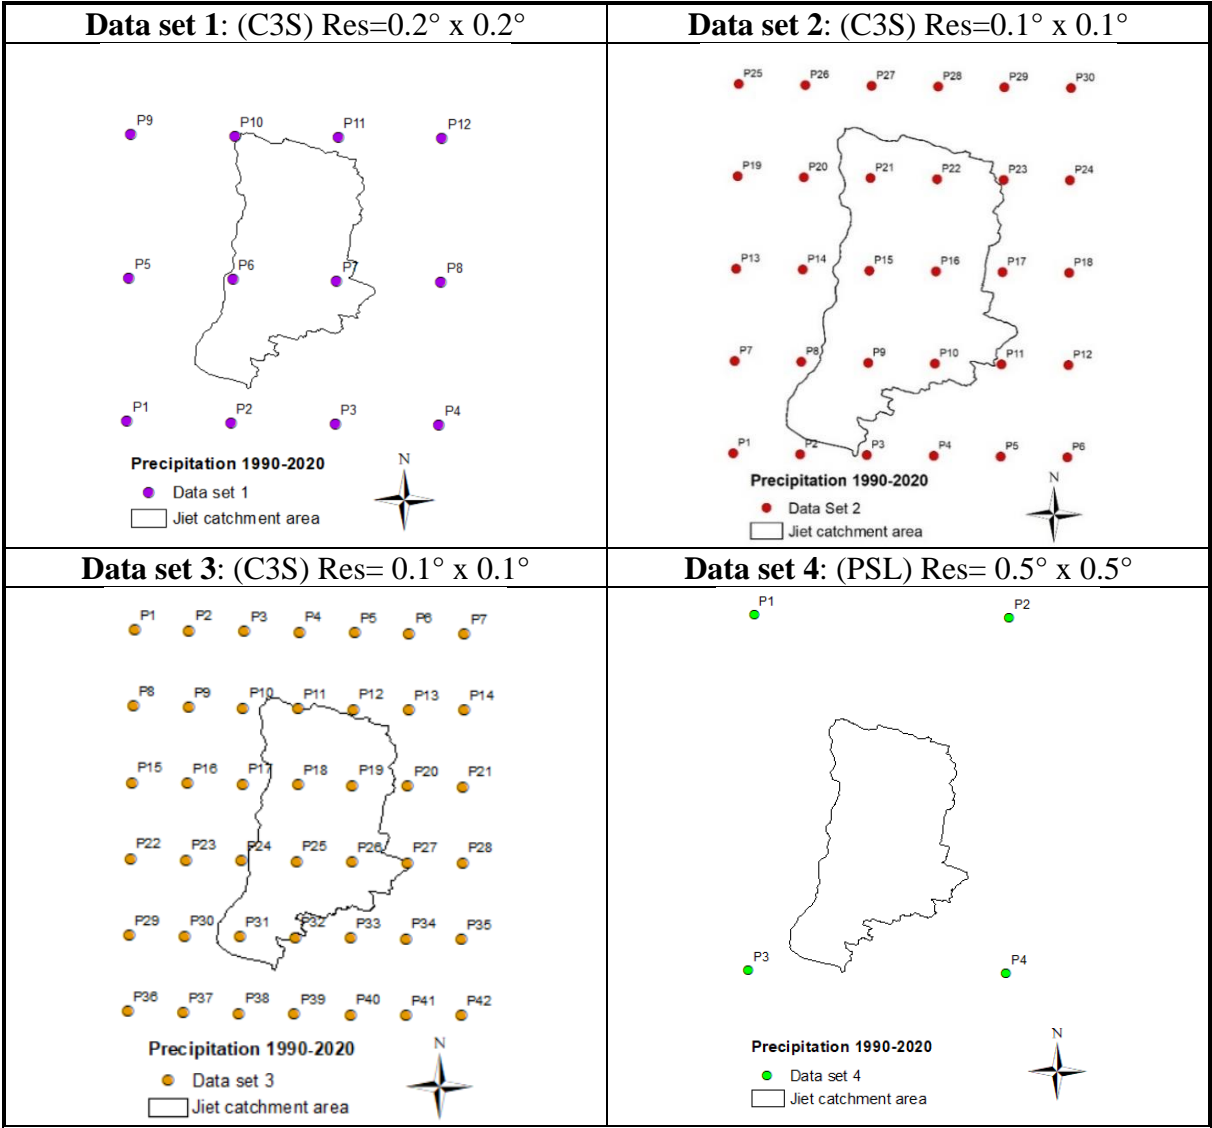 Data set 1: (C3S) Res=0.2° x 0.2°
P9 P10 P11 P12
P5 P6 P7 P8
P1 P2 P3 P4
Precipitation 1990-2020
N
Data set 1
Jiet catchment area
Data set 2: (C3S) Res=0.1° x 0.1°
P25 P26 P27 P28 P29 P30
P19 P20 P21 P22 P23 P24
P13 P14 P15 P16 P17 P18
P7 P8 P9 P10 P11 P12
P1 P2 P3 P4 P5 P6
Precipitation 1990-2020
N
Data Set 2
Jiet catchment area
Data set 3: (C3S) Res= 0.1° x 0.1°
P1 P2 P3 P4 P5 P6 P7
P8 P9 P10 P11 P12 P13 P14
P15 P16 P17 P18 P19 P20 P21
P22 P23 P24 P25 P26 P27 P28
P29 P30 P31 P32 P33 P34 P35
P36 P37 P38 P39 P40 P41 P42
Precipitation 1990-2020
N
Data set 3
Jiet catchment area
Data set 4: (PSL) Res= 0.5° x 0.5°
P1 P2
P3 P4
Precipitation 1990-2020
N
Data set 4
Jiet catchment area